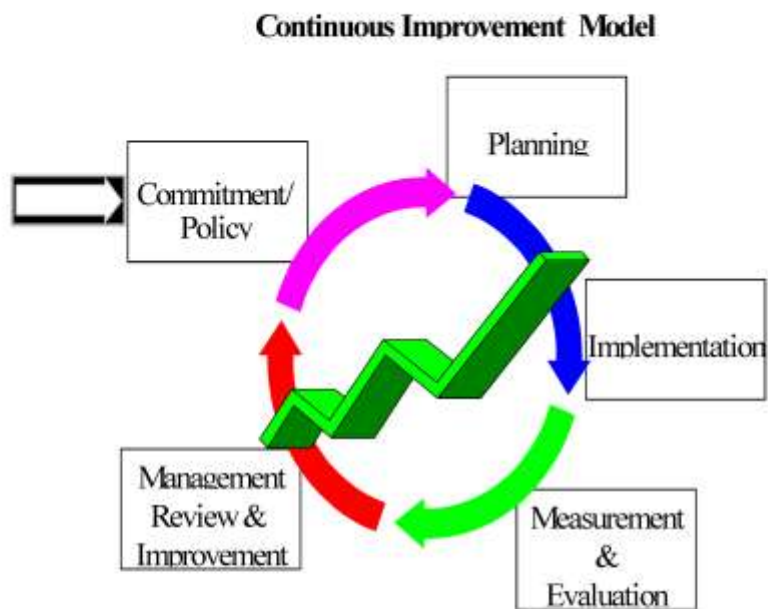 Continuous Improvement Model
Planning
Commitment/
Policy
Implementation
Management
Review &
Improvement
Measurement
&
Evaluation